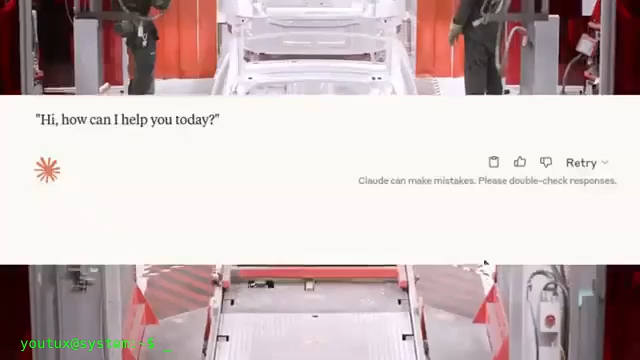 "Hi, how can I help you today?"
Retry
Claude can make mistakes. Please double-check responses.
youtux@system:~$ _